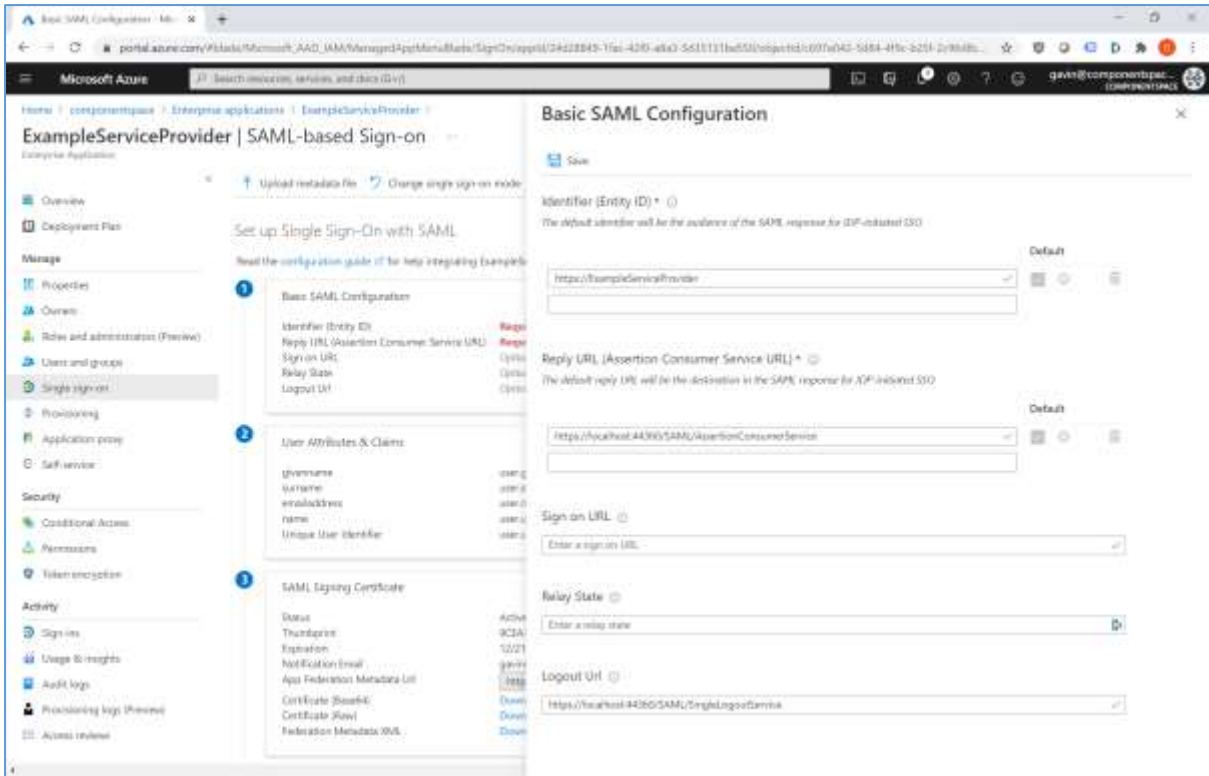 Basic SAML Configuration - Mic
portal.azure.com
Microsoft Azure
Search resources, services, and docs (G+/)
gavin@componentspac...
COMPONENTSPACE
Home > componentspace > Enterprise applications > ExampleServiceProvider >
ExampleServiceProvider | SAML-based Sign-on ...
Enterprise Application
Overview
Deployment Plan
Manage
Properties
Owners
Roles and administrators (Preview)
Users and groups
Single sign-on
Provisioning
Application proxy
Self-service
Security
Conditional Access
Permissions
Token encryption
Activity
Sign-ins
Usage & insights
Audit logs
Provisioning logs (Preview)
Access reviews
Upload metadata file Change single sign-on mode
Set up Single Sign-On with SAML
Read the configuration guide for help integrating
1
Basic SAML Configuration
Identifier (Entity ID)
Reply URL (Assertion Consumer Service URL)
Sign on URL
Relay State
Logout Url
2
User Attributes & Claims
givenname
surname
emailaddress
name
Unique User Identifier
3
SAML Signing Certificate
Status
Thumbprint
Expiration
Notification Email
App Federation Metadata Url
Certificate (Base64)
Certificate (Raw)
Federation Metadata XML
Basic SAML Configuration
Save
Identifier (Entity ID) *
The default identifier will be the audience of the SAML response for IDP-initiated SSO
Default
https://ExampleServiceProvider
Reply URL (Assertion Consumer Service URL) *
The default reply URL will be the destination in the SAML response for IDP-initiated SSO
Default
https://localhost:44360/SAML/AssertionConsumerService
Sign on URL
Enter a sign on URL
Relay State
Enter a relay state
Logout Url
https://localhost:44360/SAML/SingleLogoutService